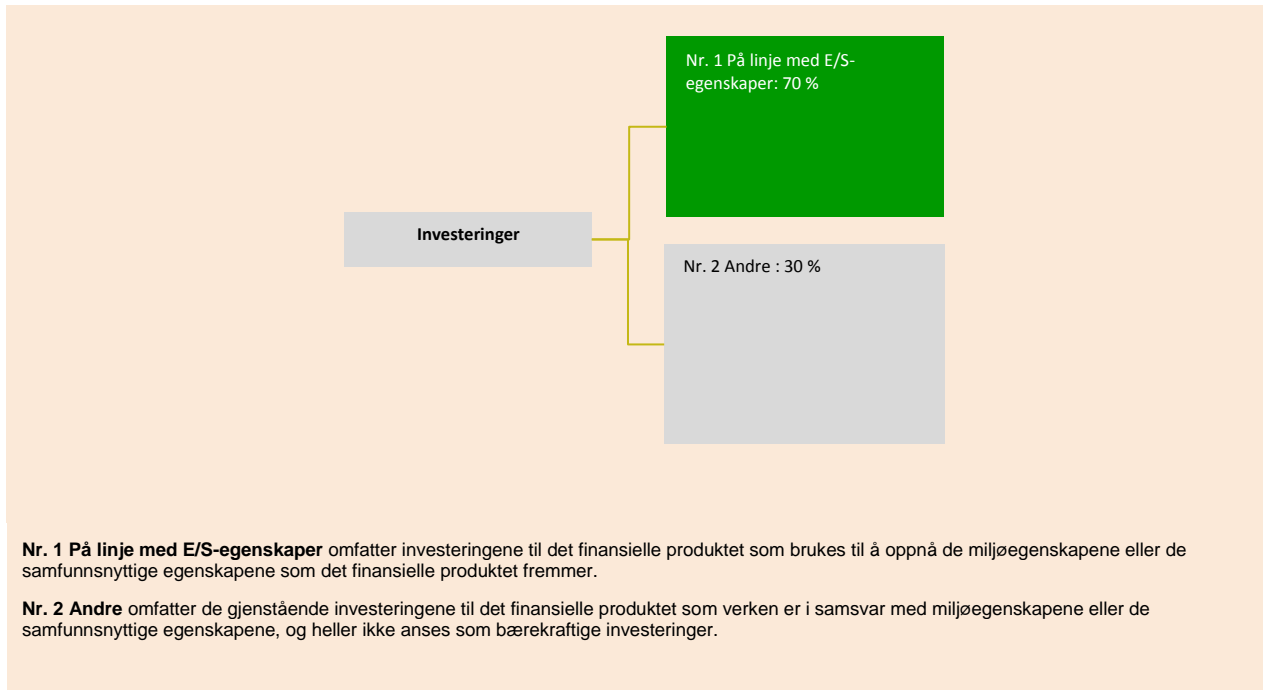 Nr. 1 På linje med E/S-
egenskaper: 70 %
Investeringer
Nr. 2 Andre : 30 %
Nr. 1 På linje med E/S-egenskaper omfatter investeringene til det finansielle produktet som brukes til å oppnå de miljøegenskapene eller de
samfunnsnyttige egenskapene som det finansielle produktet fremmer.
Nr. 2 Andre omfatter de gjenstående investeringene til det finansielle produktet som verken er i samsvar med miljøegenskapene eller de
samfunnsnyttige egenskapene, og heller ikke anses som bærekraftige investeringer.